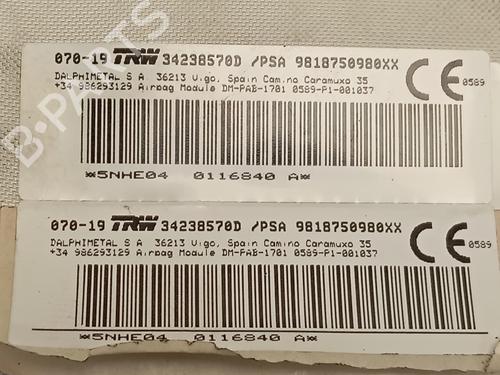 070-19 TRW 34238570D /PSA 9818750980XX
DALPHIMETAL S A 36213 Vigo, Spain Camino Caramuxo 35
+34 986293129 Airbag Module DM-PAB-1701 0589-P1-001037
CE 0589
*5NHE04 0116840 A*
070-19 TRW 34238570D /PSA 9818750980XX
DALPHIMETAL S A 36213 Vigo, Spain Camino Caramuxo 35
+34 986293129 Airbag Module DM-PAB-1701 0589-P1-001037
CE 0589
*5NHE04 0116840 A*
B-PARTS